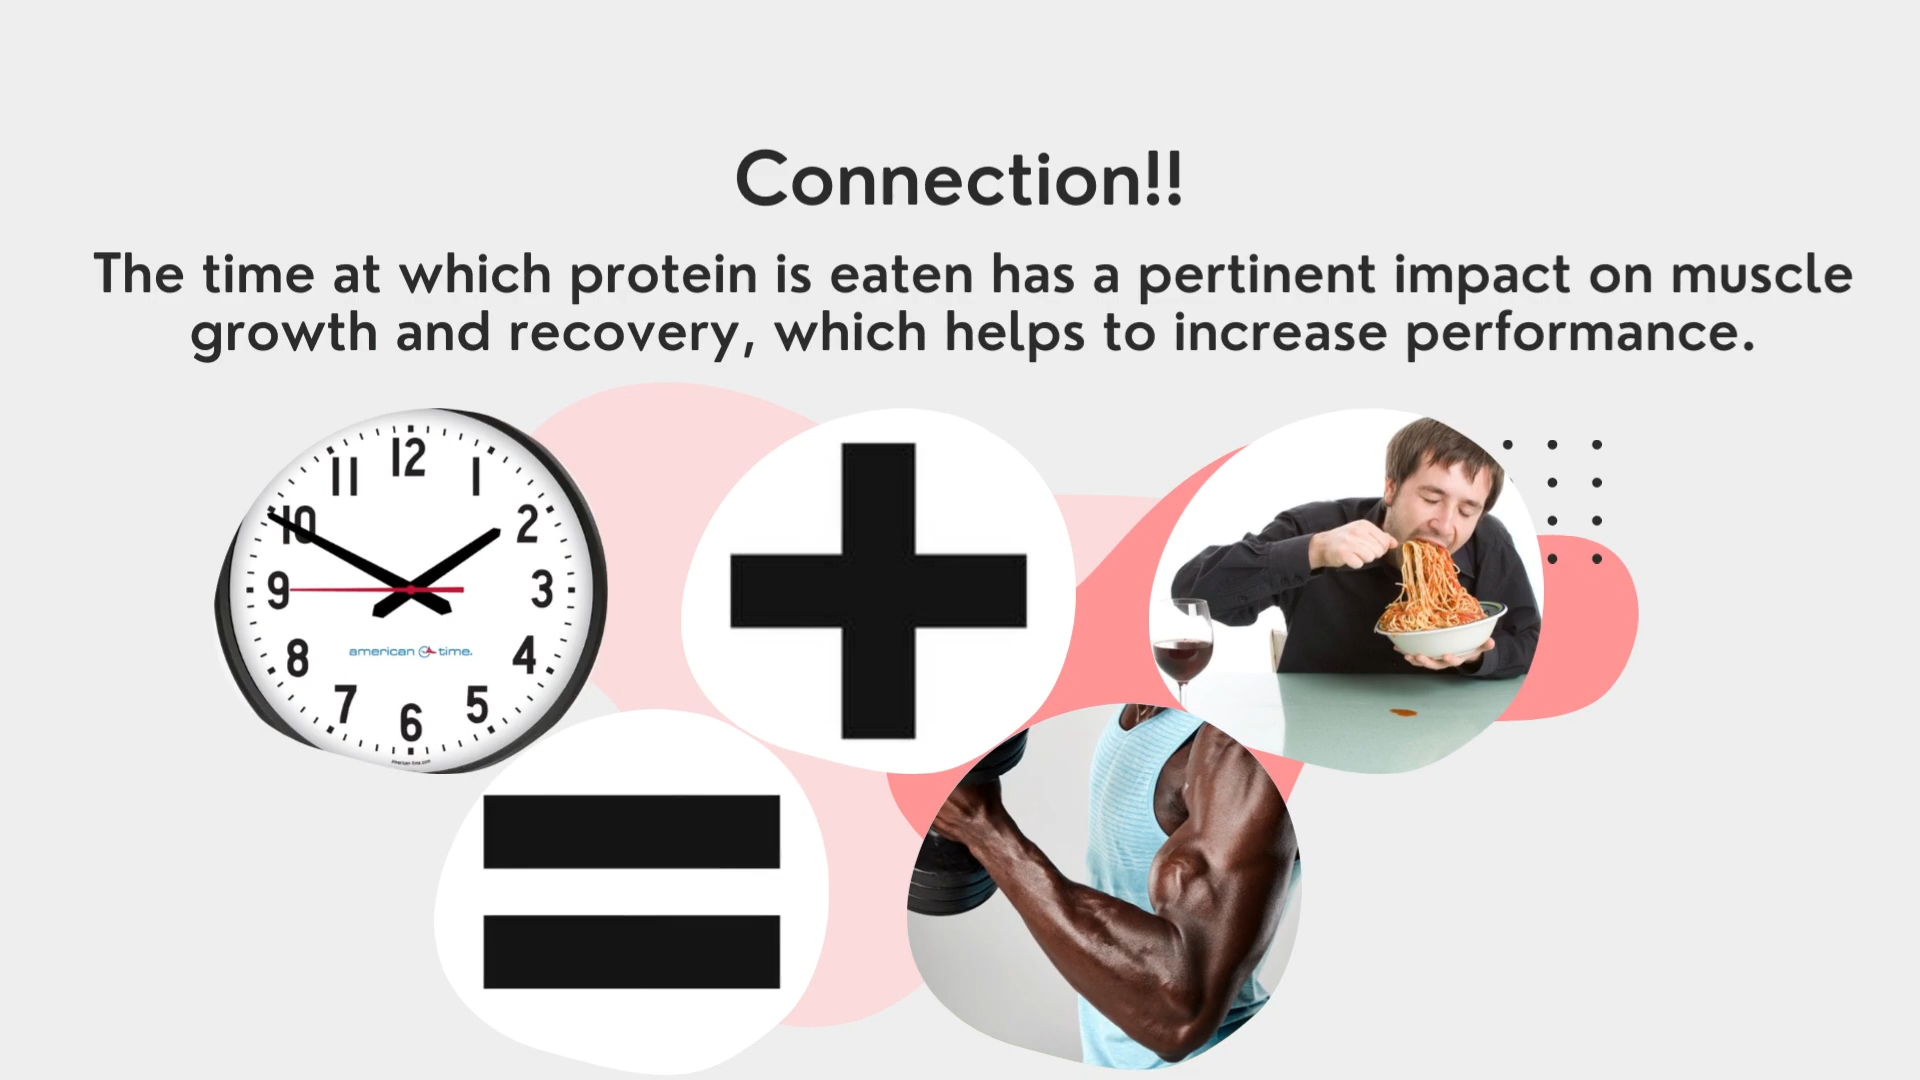 Connection!!
The time at which protein is eaten has a pertinent impact on muscle
growth and recovery, which helps to increase performance.
12
11 1
10 2
9 3
american time.
8 4
7 5
6